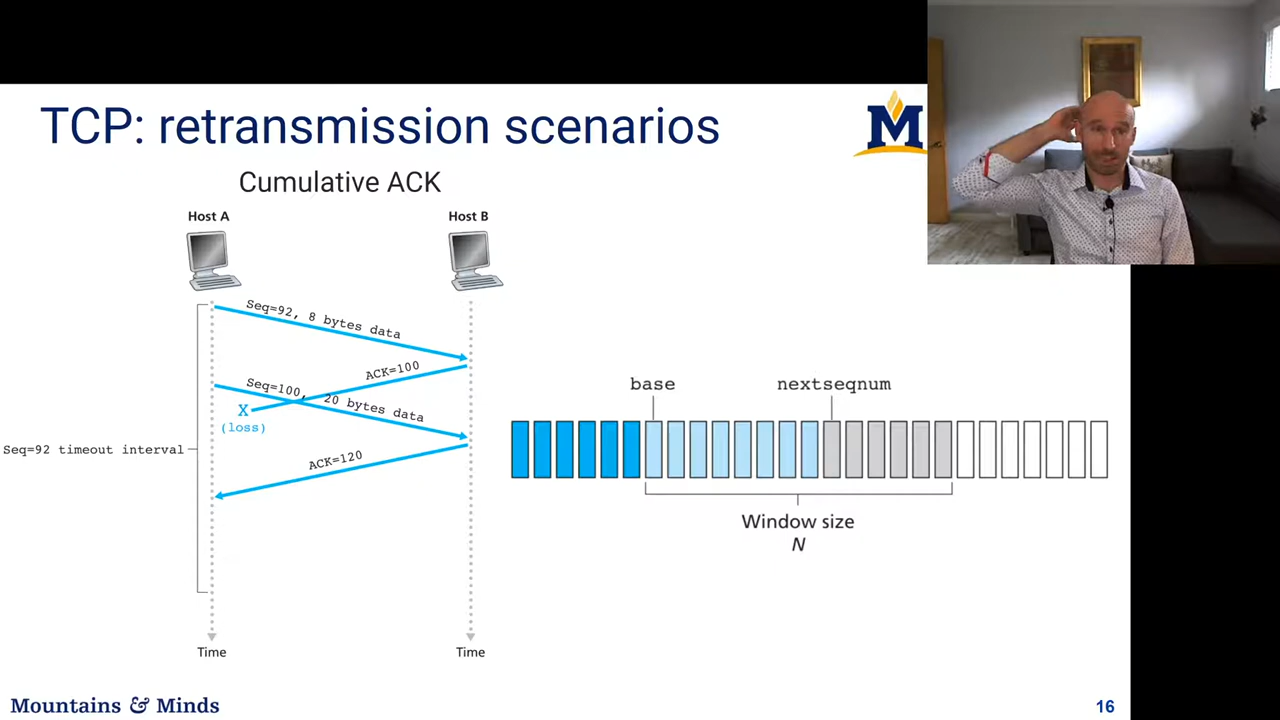 TCP: retransmission scenarios
M
Cumulative ACK
Host A
Host B
Seq=92, 8 bytes data
ACK=100
Seq=100, 20 bytes data
X
(loss)
Seq=92 timeout interval
ACK=120
Time
Time
base
nextseqnum
Window size
N
Mountains & Minds
16